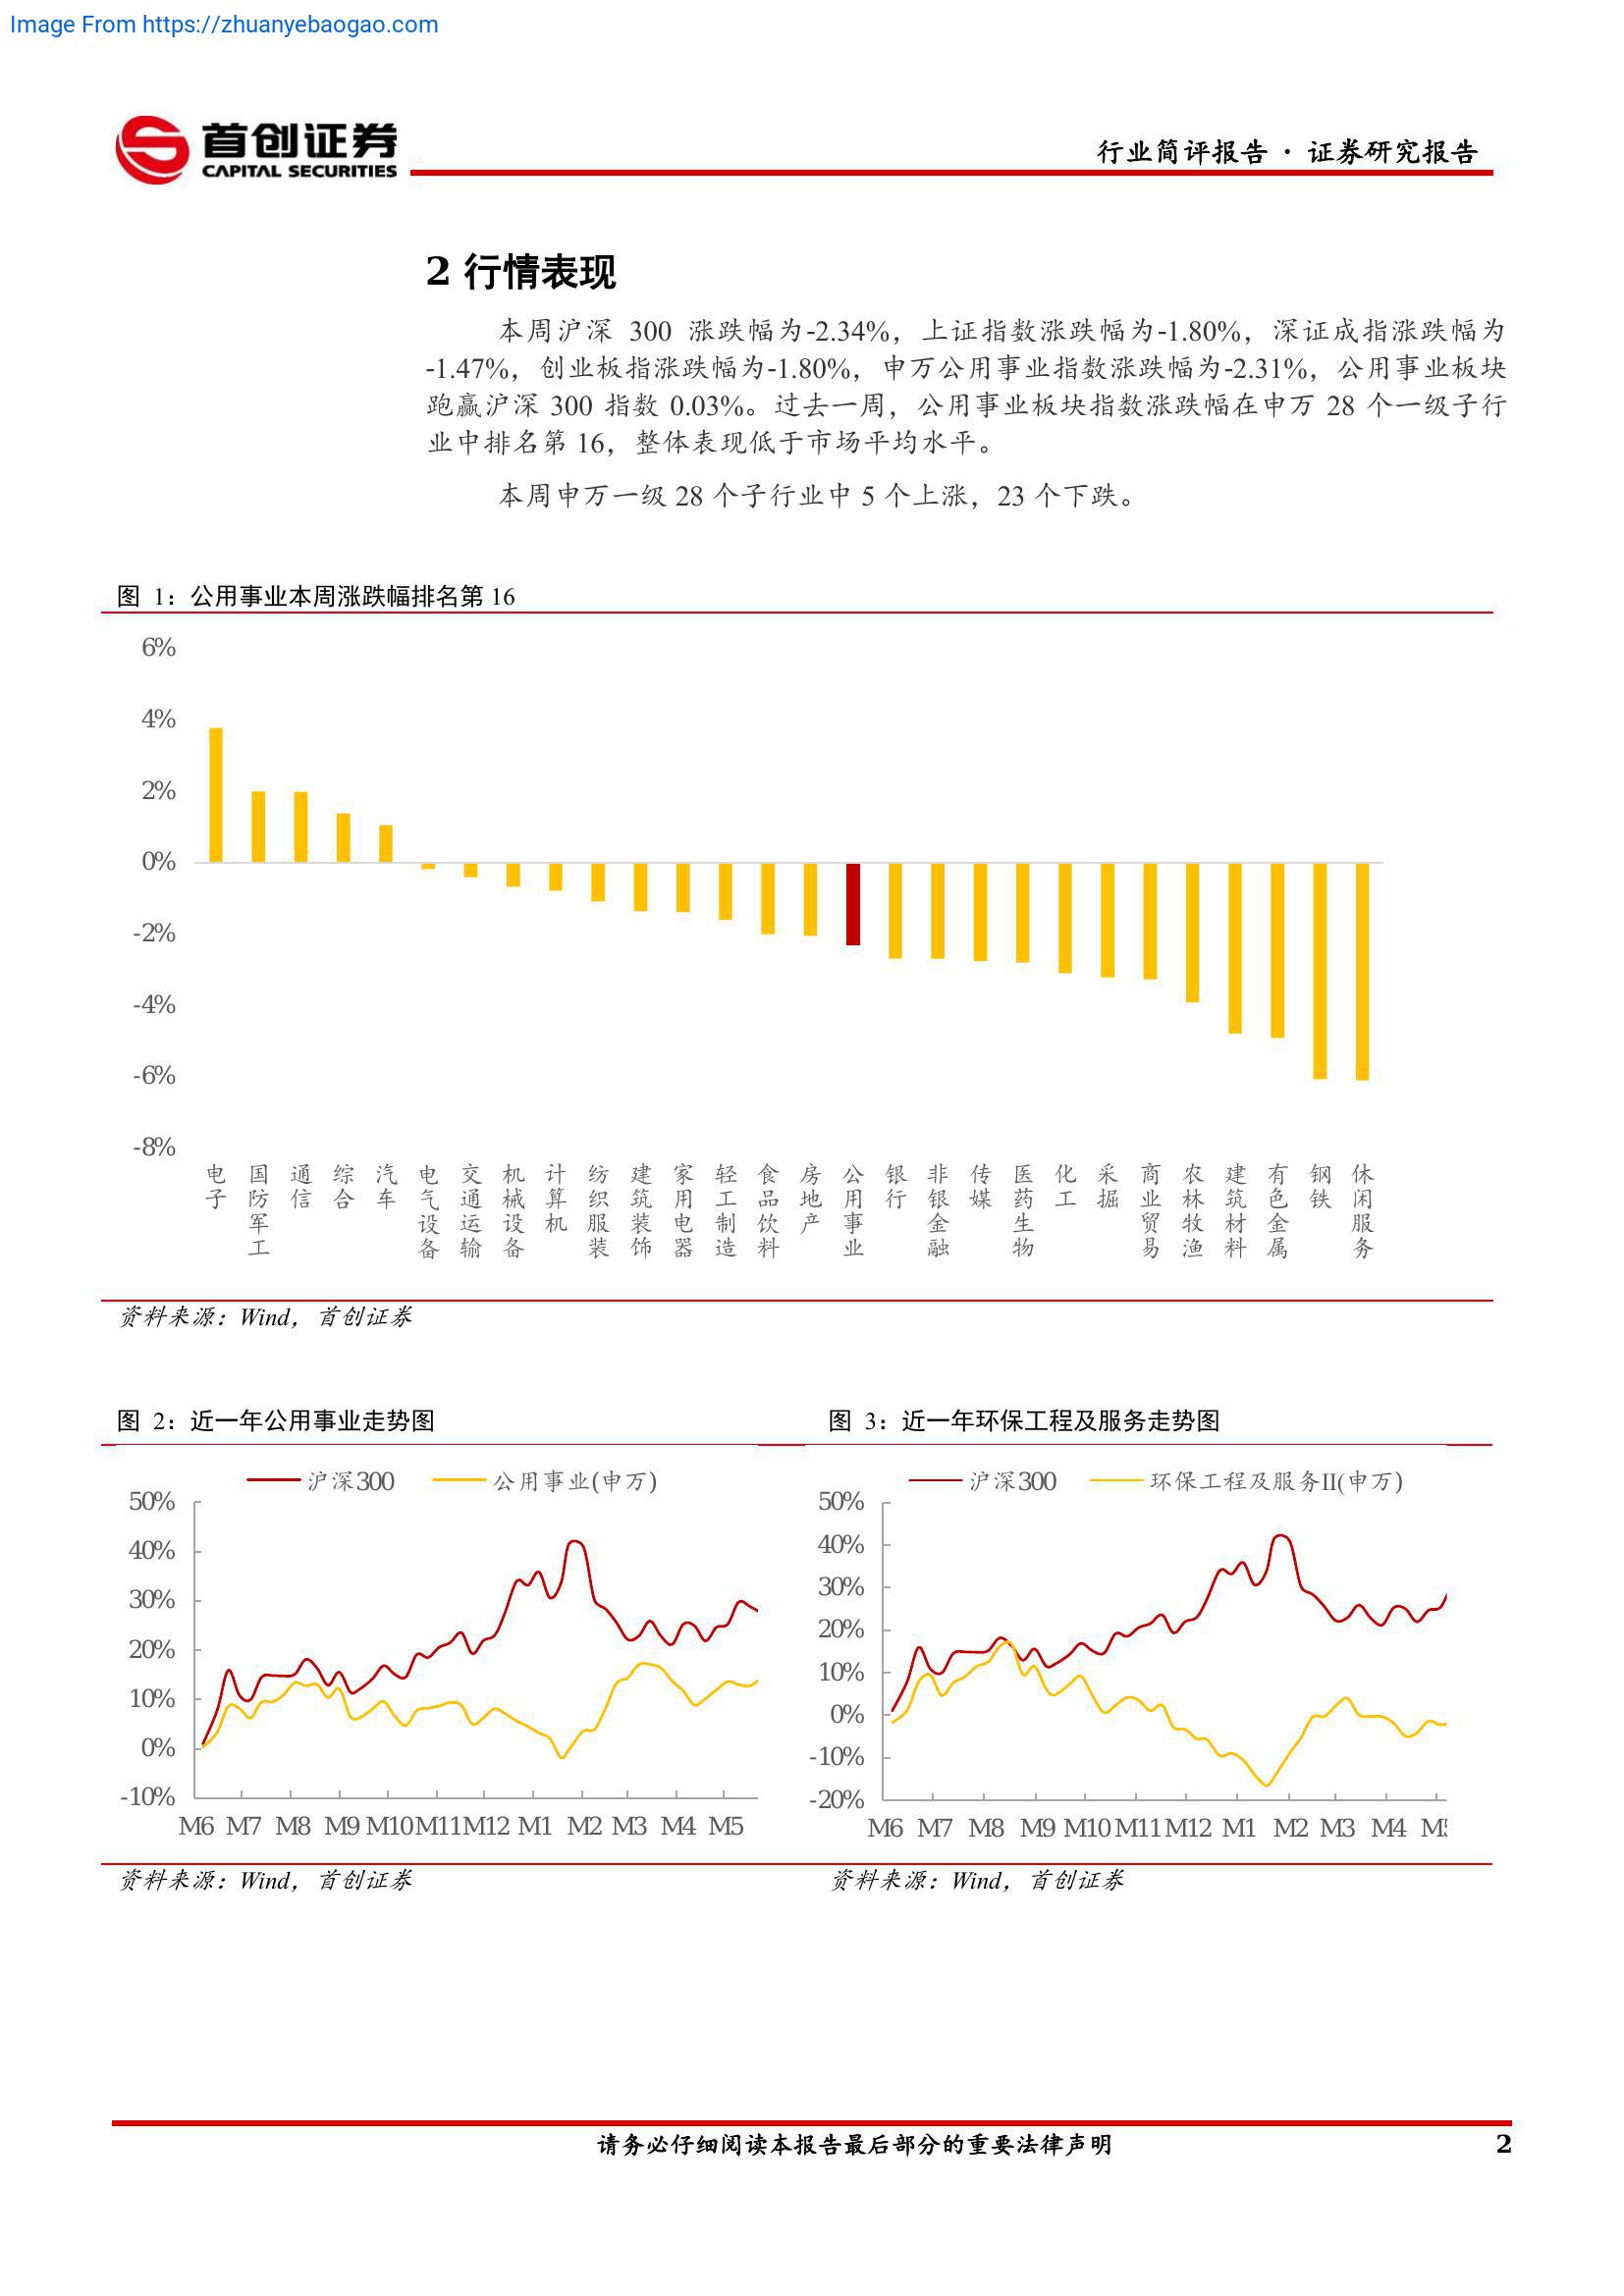 Image From https://zhuanyebaogao.com
首创证券
CAPITAL SECURITIES
行业简评报告 · 证券研究报告
2 行情表现
本周沪深 300 涨跌幅为-2.34%，上证指数涨跌幅为-1.80%，深证成指涨跌幅为
-1.47%，创业板指涨跌幅为-1.80%，申万公用事业指数涨跌幅为-2.31%，公用事业板块
跑赢沪深 300 指数 0.03%。过去一周，公用事业板块指数涨跌幅在申万 28 个一级子行
业中排名第 16，整体表现低于市场平均水平。
本周申万一级 28 个子行业中 5 个上涨，23 个下跌。
图 1：公用事业本周涨跌幅排名第 16
6%
4%
2%
0%
-2%
-4%
-6%
-8%
电子
国防军工
通信
综合
汽车
电气设备
交通运输
机械设备
计算机
纺织服装
建筑装饰
家用电器
轻工制造
食品饮料
房地产
公用事业
银行
非银金融
传媒
医药生物
化工
采掘
商业贸易
农林牧渔
建筑材料
有色金属
钢铁
休闲服务
资料来源：Wind，首创证券
图 2：近一年公用事业走势图
沪深300 公用事业(申万)
50%
40%
30%
20%
10%
0%
-10%
M6 M7 M8 M9 M10 M11 M12 M1 M2 M3 M4 M5
资料来源：Wind，首创证券
图 3：近一年环保工程及服务走势图
沪深300 环保工程及服务II(申万)
50%
40%
30%
20%
10%
0%
-10%
-20%
M6 M7 M8 M9 M10 M11 M12 M1 M2 M3 M4 M5
资料来源：Wind，首创证券
请务必仔细阅读本报告最后部分的重要法律声明 2